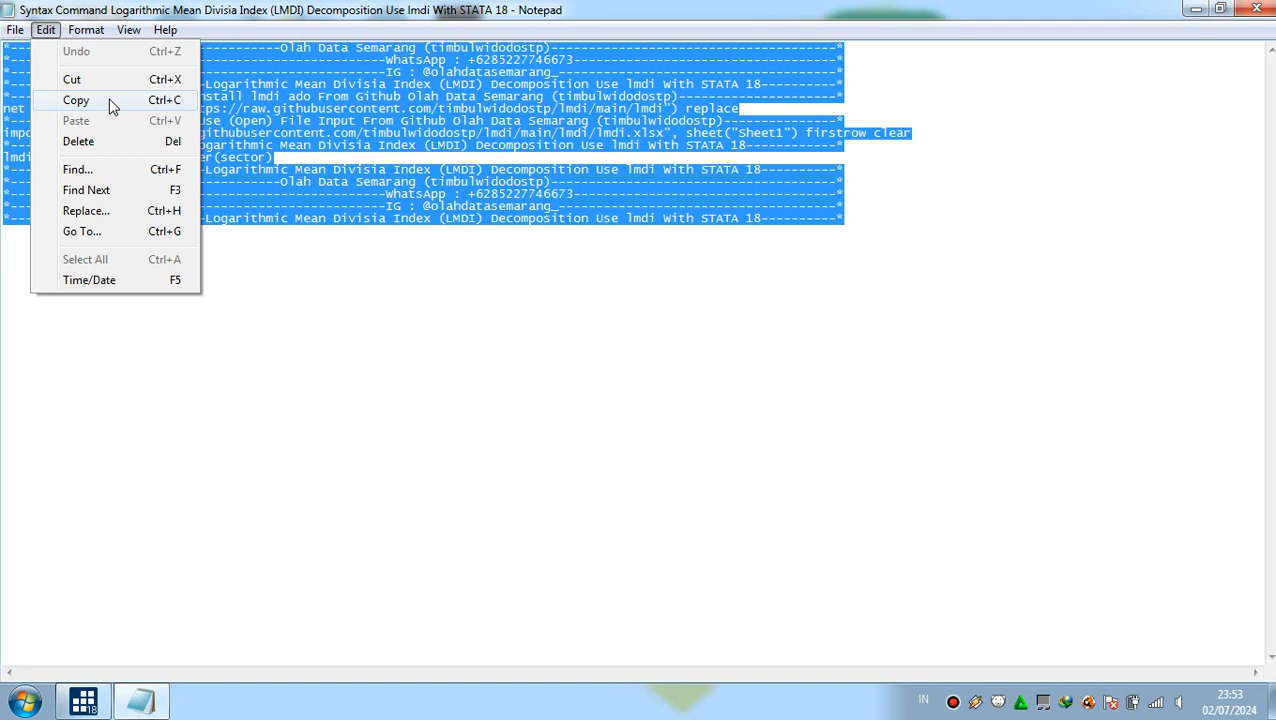 Syntax Command Logarithmic Mean Divisia Index (LMDI) Decomposition Use lmdi With STATA 18 - Notepad
File Edit Format View Help
*---
-----------Olah Data Semarang (timbulwidodostp)--------------------------------------*
-------------------------WhatsApp : +6285227746673-----------------------------------*
-------------------------IG : @olahdatasemarang_-------------------------------------*
-Logarithmic Mean Divisia Index (LMDI) Decomposition Use lmdi With STATA 18----------*
nstall lmdi ado From Github Olah Data Semarang (timbulwidodostp)---------------------*
net tps://raw.githubusercontent.com/timbulwidodostp/lmdi/main/lmdi") replace
Use (Open) File Input From Github Olah Data Semarang (timbulwidodostp)---------------*
impo githubusercontent.com/timbulwidodostp/lmdi/main/lmdi/lmdi.xlsx", sheet("Sheet1") firstrow clear
ogarithmic Mean Divisia Index (LMDI) Decomposition Use lmdi With STATA 18------------*
lmdi er(sector)
-Logarithmic Mean Divisia Index (LMDI) Decomposition Use lmdi With STATA 18----------*
-----------Olah Data Semarang (timbulwidodostp)--------------------------------------*
-------------------------WhatsApp : +6285227746673-----------------------------------*
-------------------------IG : @olahdatasemarang_-------------------------------------*
-Logarithmic Mean Divisia Index (LMDI) Decomposition Use lmdi With STATA 18----------*
Undo Ctrl+Z
Cut Ctrl+X
Copy Ctrl+C
Paste Ctrl+V
Delete Del
Find... Ctrl+F
Find Next F3
Replace... Ctrl+H
Go To... Ctrl+G
Select All Ctrl+A
Time/Date F5
18
IN
23:53
02/07/2024